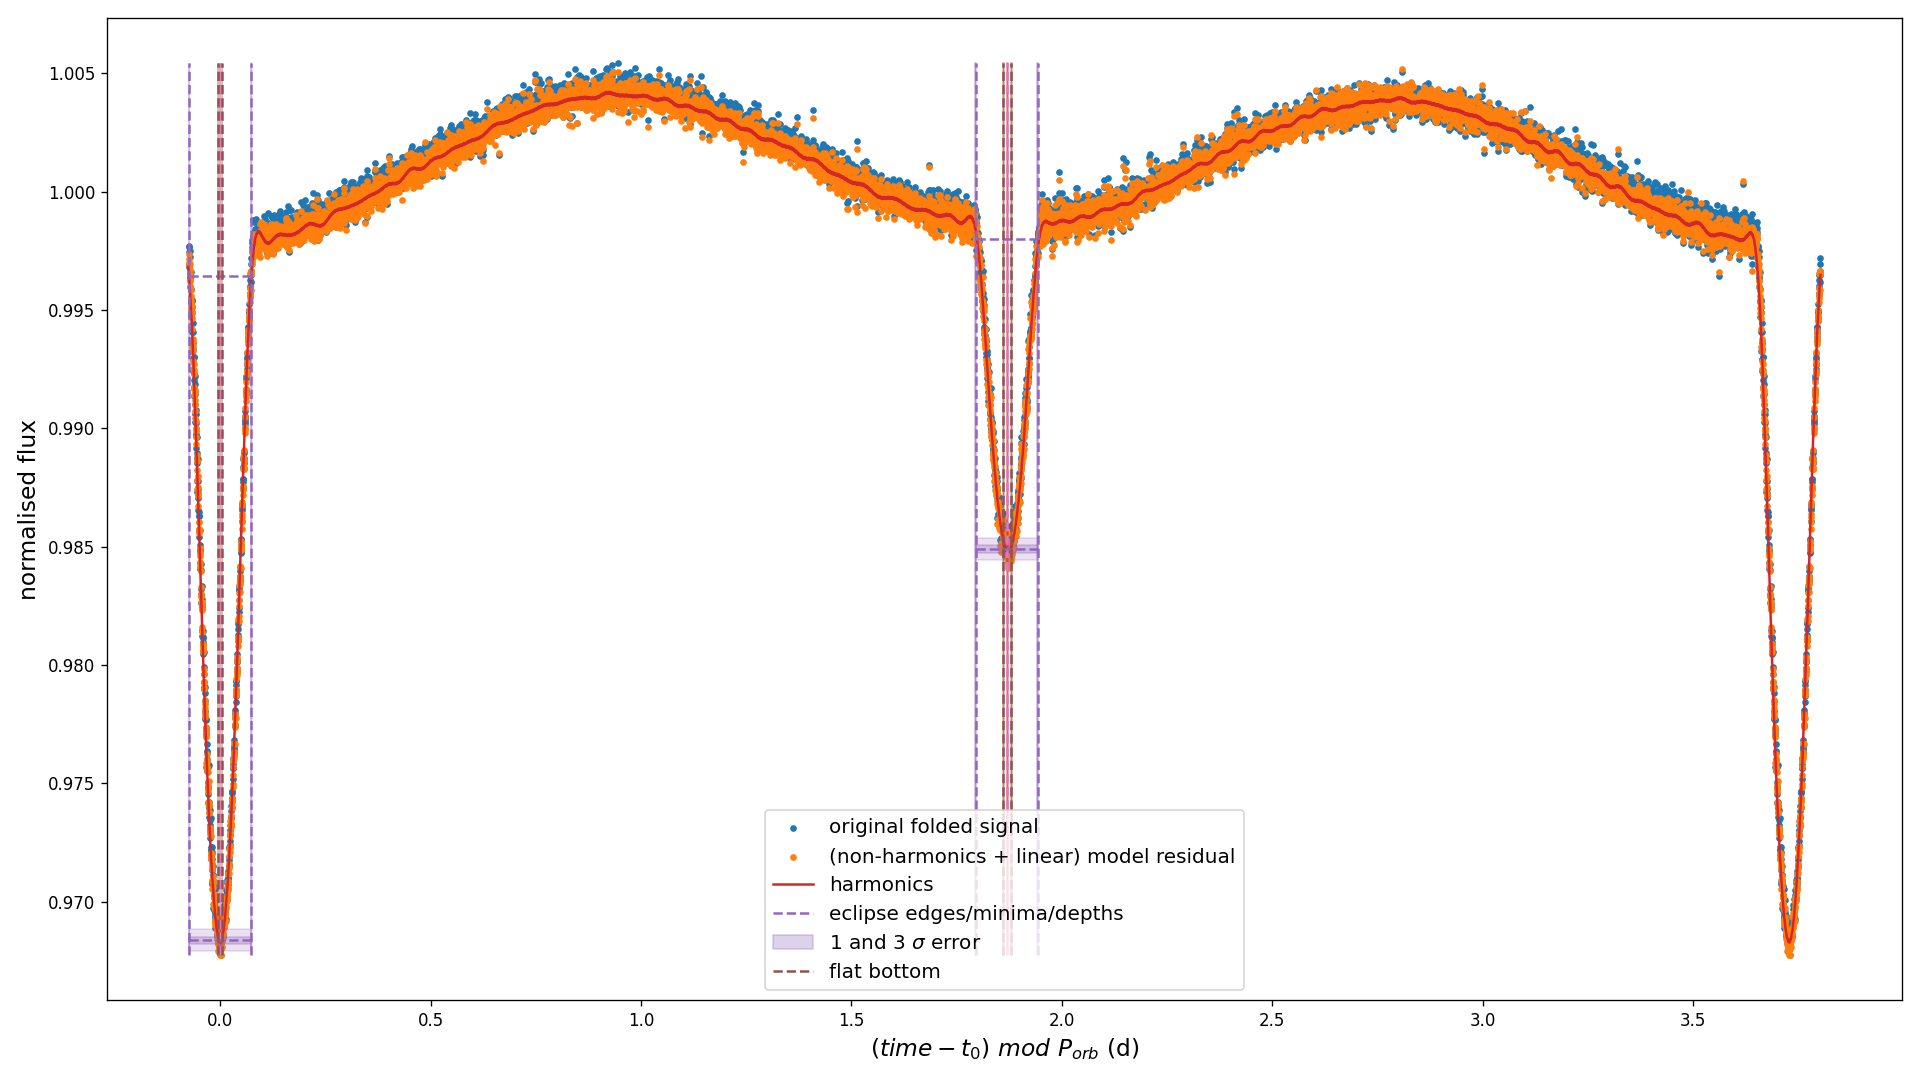 normalised flux
1.005
1.000
0.995
0.990
0.985
0.980
0.975
0.970
original folded signal
(non-harmonics + linear) model residual
harmonics
eclipse edges/minima/depths
1 and 3 σ error
flat bottom
0.0 0.5 1.0 1.5 2.0 2.5 3.0 3.5
(time − t₀) mod Pₒᵣb (d)